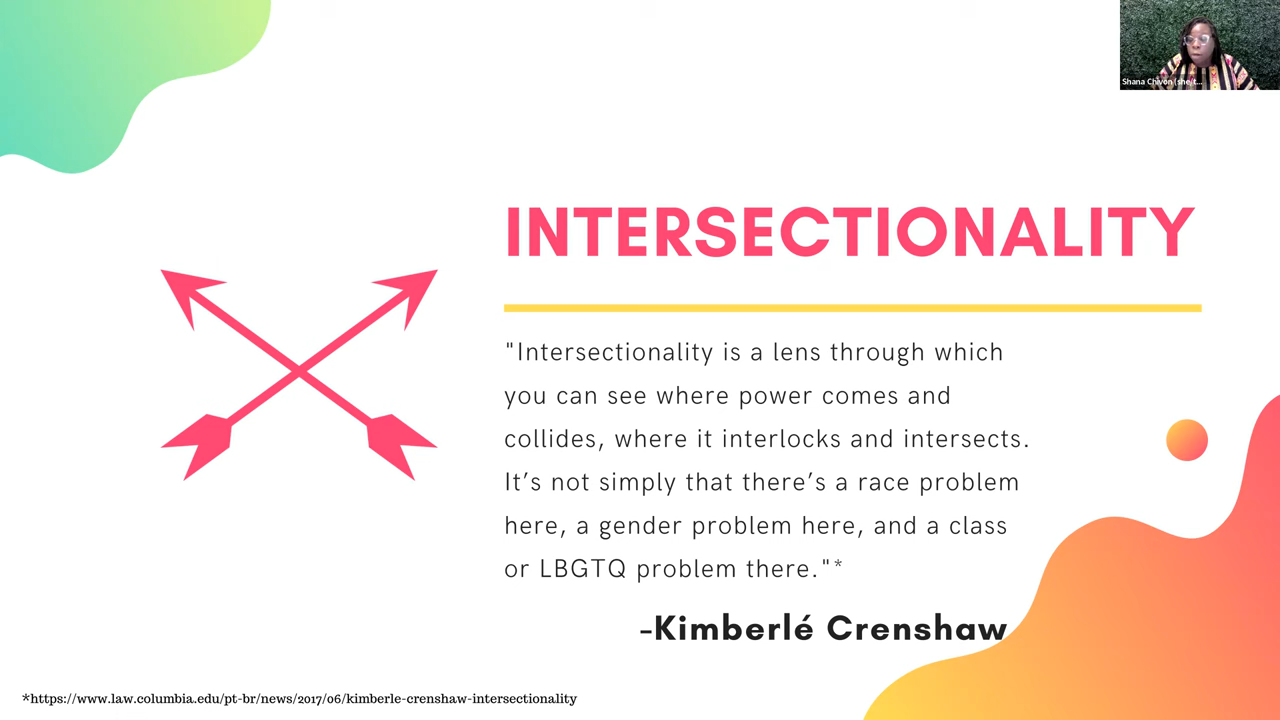 Shana Chivon (she/t...
INTERSECTIONALITY
"Intersectionality is a lens through which
you can see where power comes and
collides, where it interlocks and intersects.
It’s not simply that there’s a race problem
here, a gender problem here, and a class
or LBGTQ problem there."*
-Kimberlé Crenshaw
*https://www.law.columbia.edu/pt-br/news/2017/06/kimberle-crenshaw-intersectionality